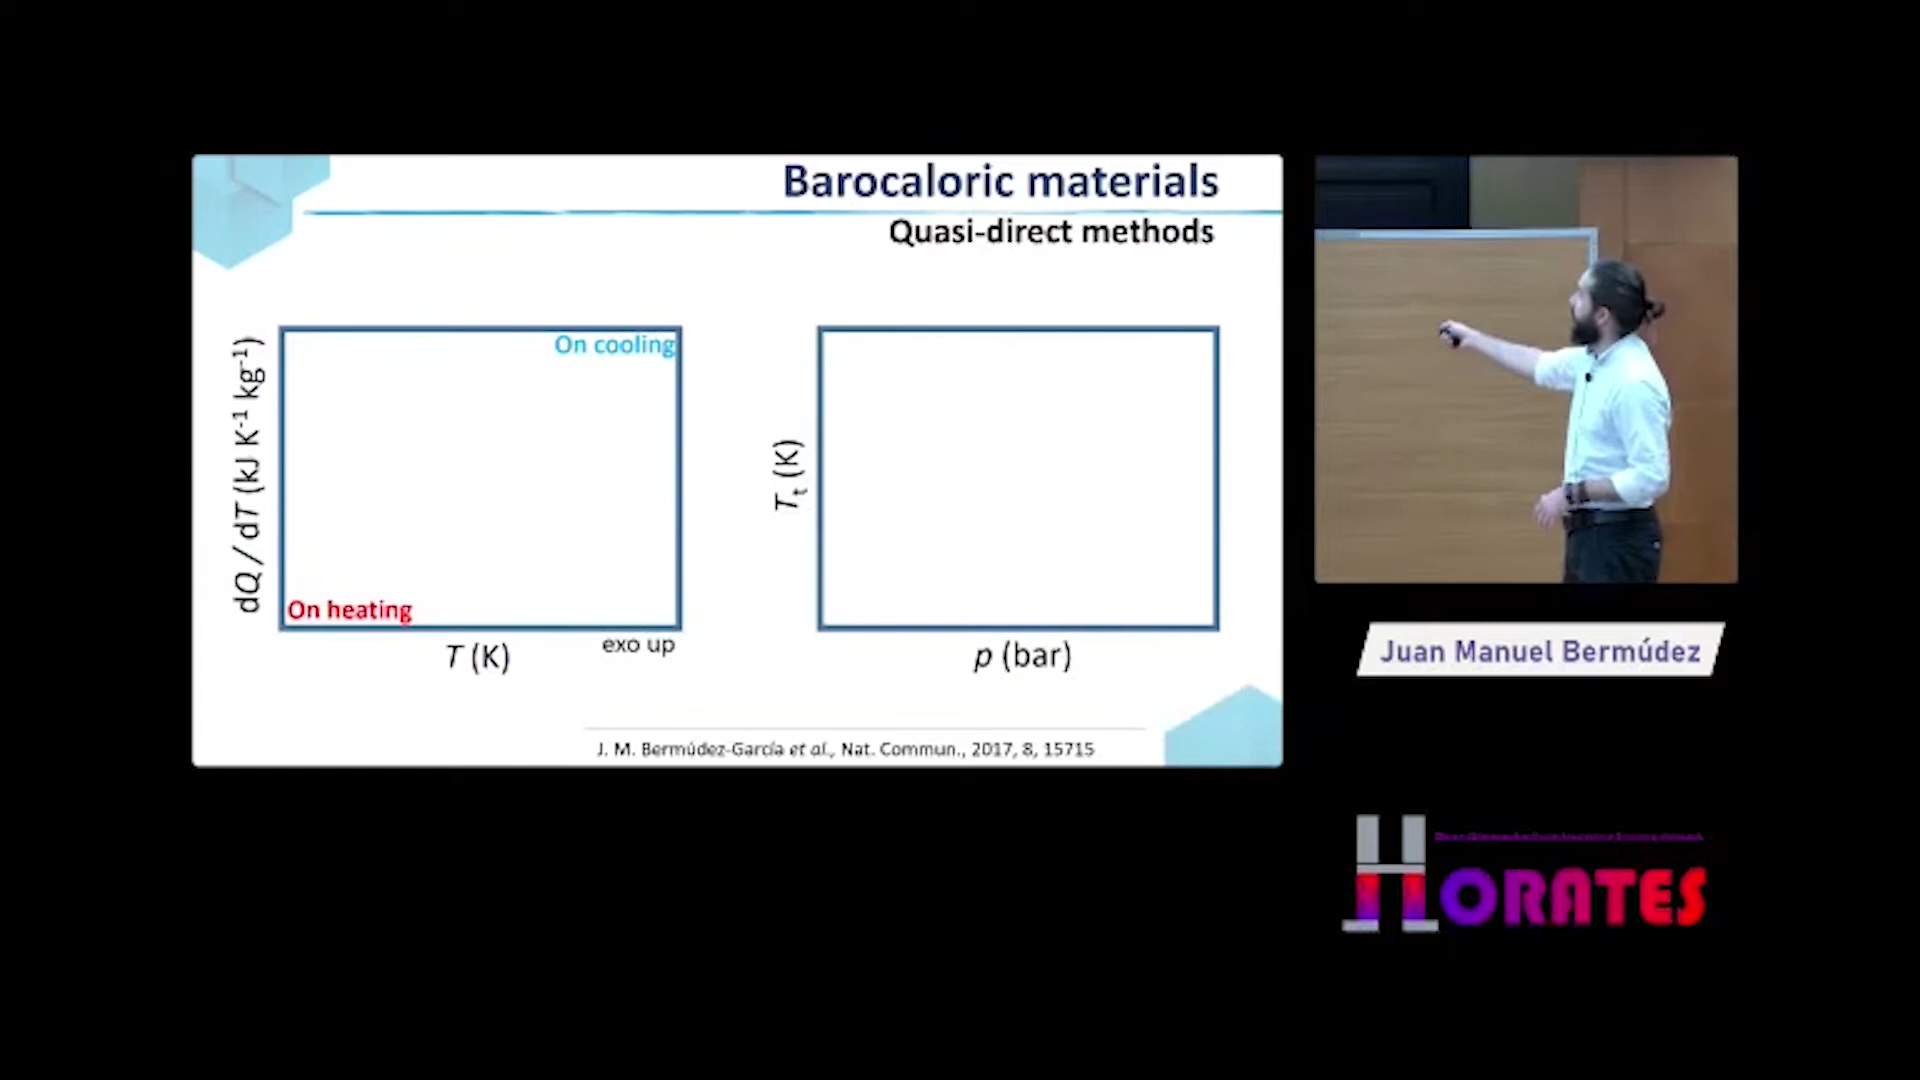 Barocaloric materials
Quasi-direct methods
dQ / dT (kJ K⁻¹ kg⁻¹)
On cooling
On heating
T (K)
exo up
Tₜ (K)
p (bar)
J. M. Bermúdez-García et al., Nat. Commun., 2017, 8, 15715
Juan Manuel Bermúdez
HORATES